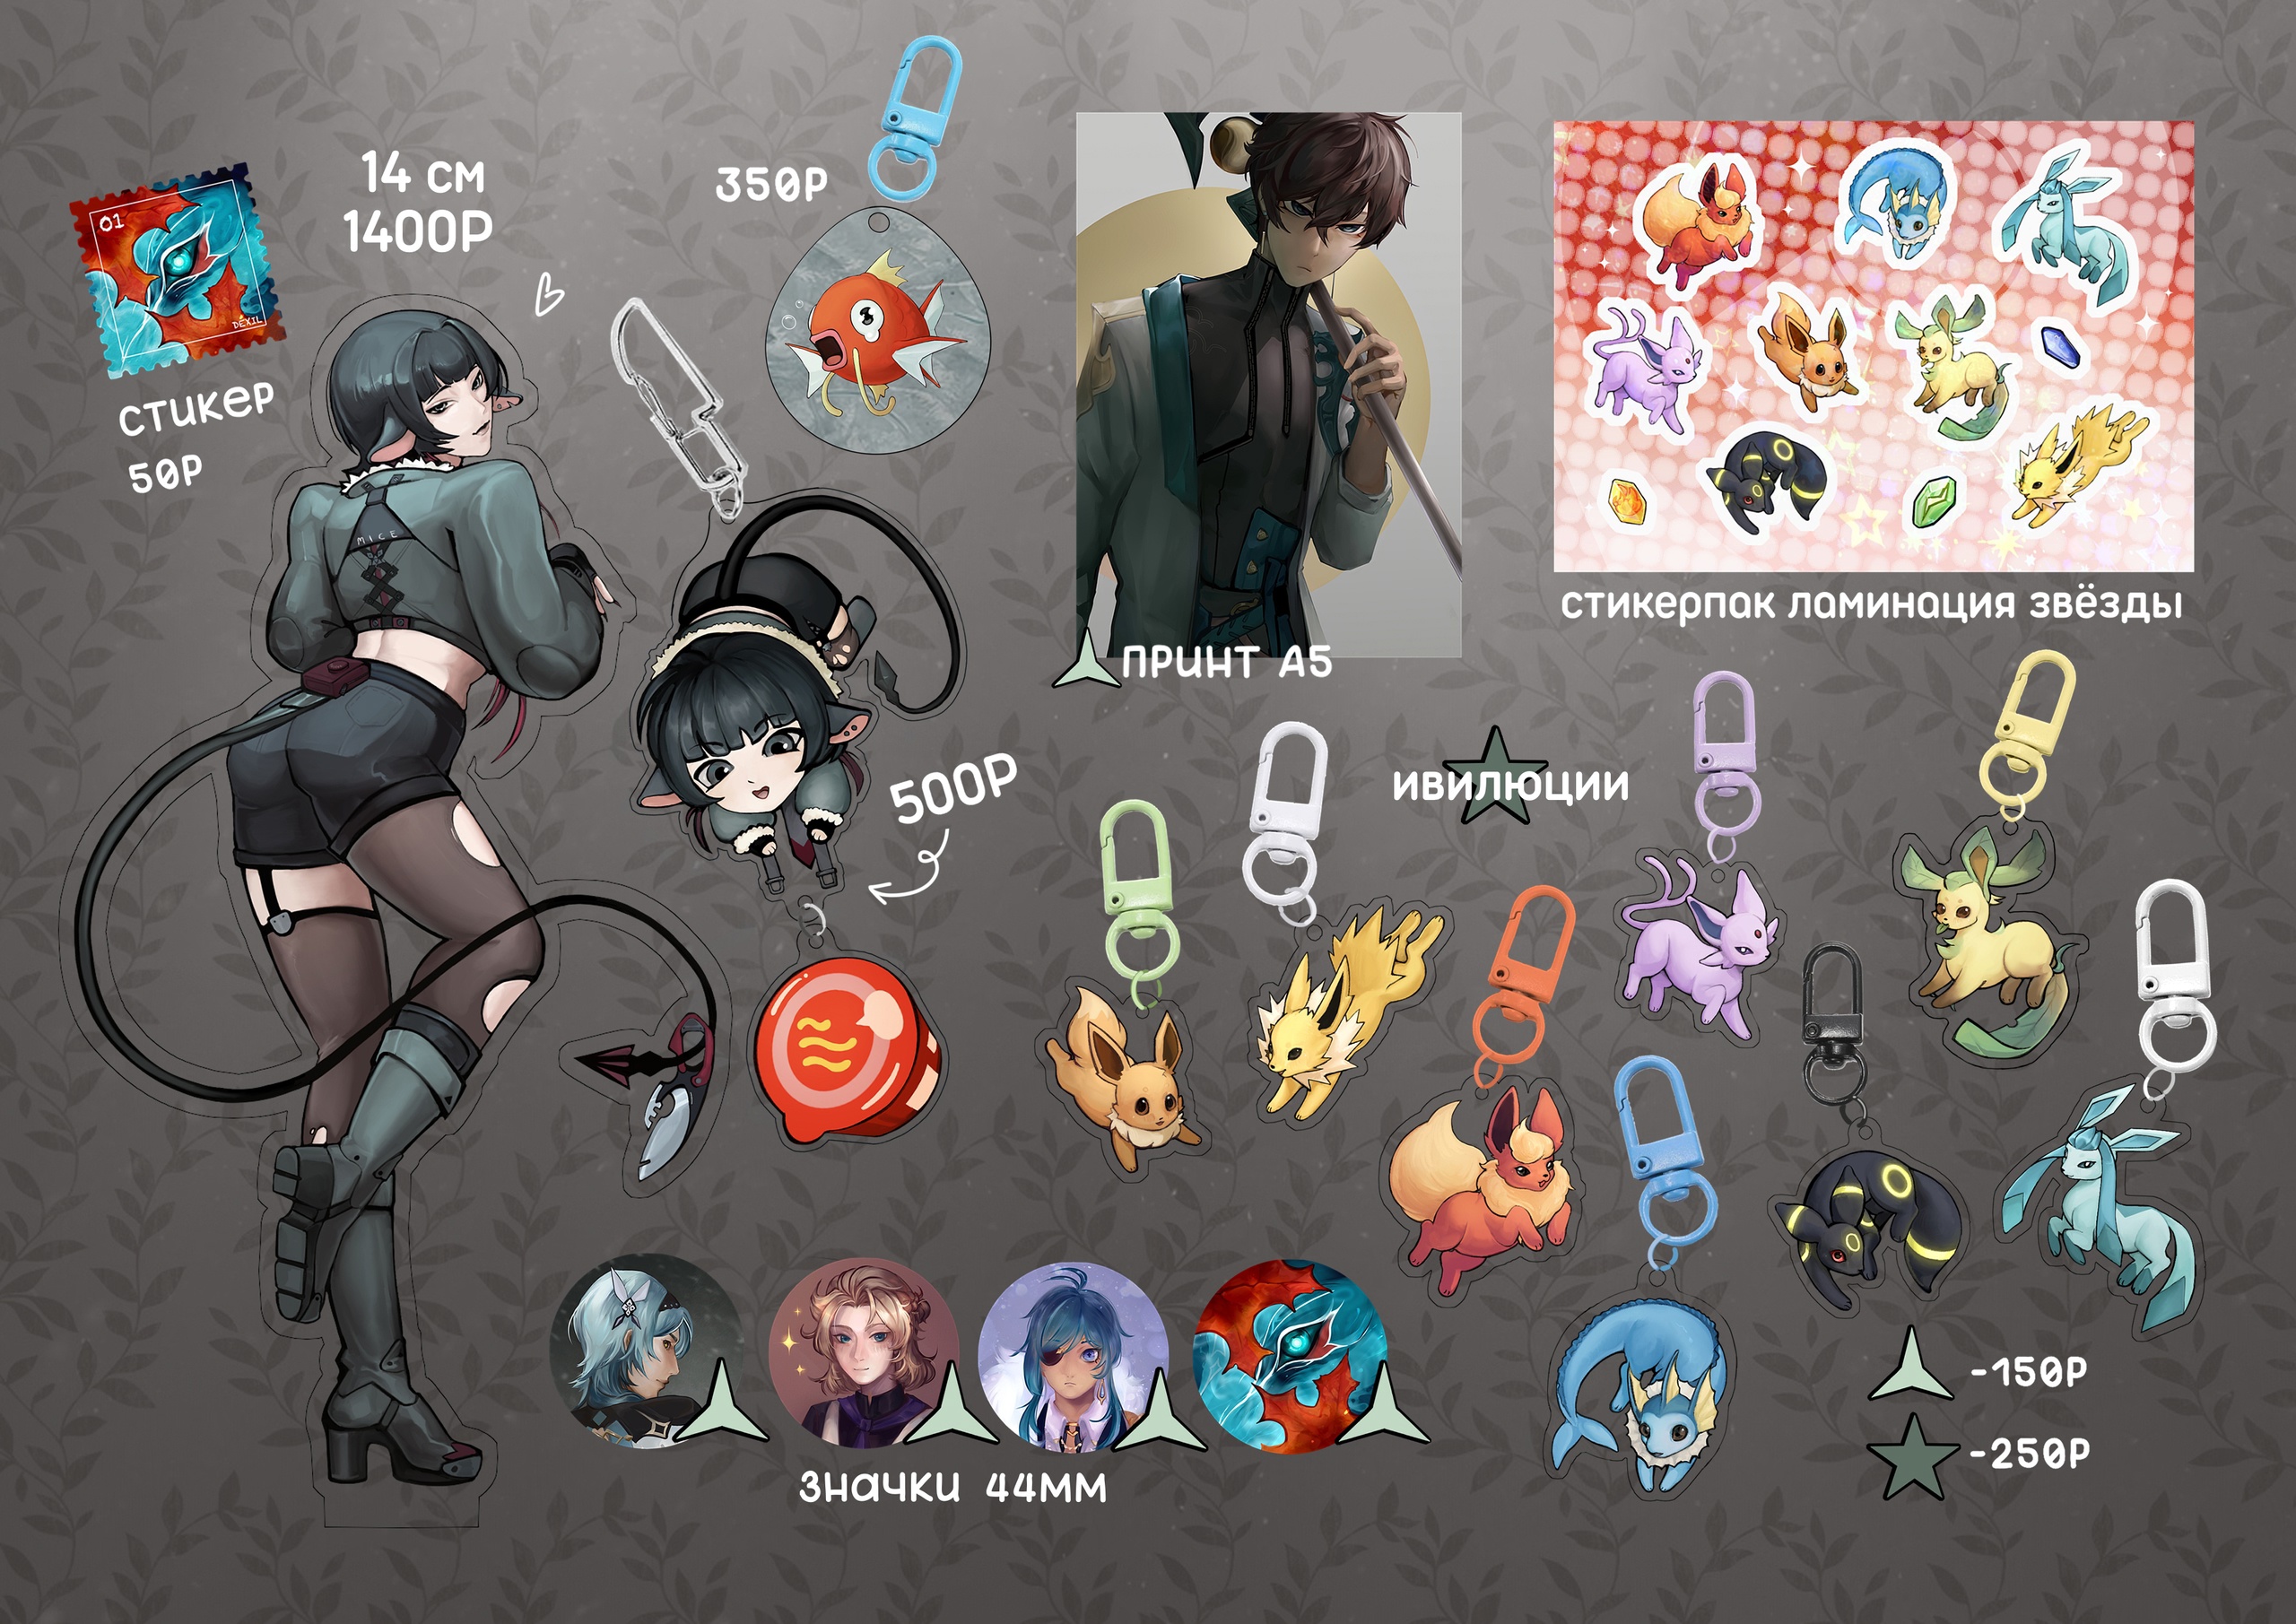 01
DEXIL
стикер
50Р
14 см
1400Р
MICE
350Р
500Р
ПРИНТ А5
стикерпак ламинация звёзды
ивилюции
значки 44мм
-150Р
-250Р